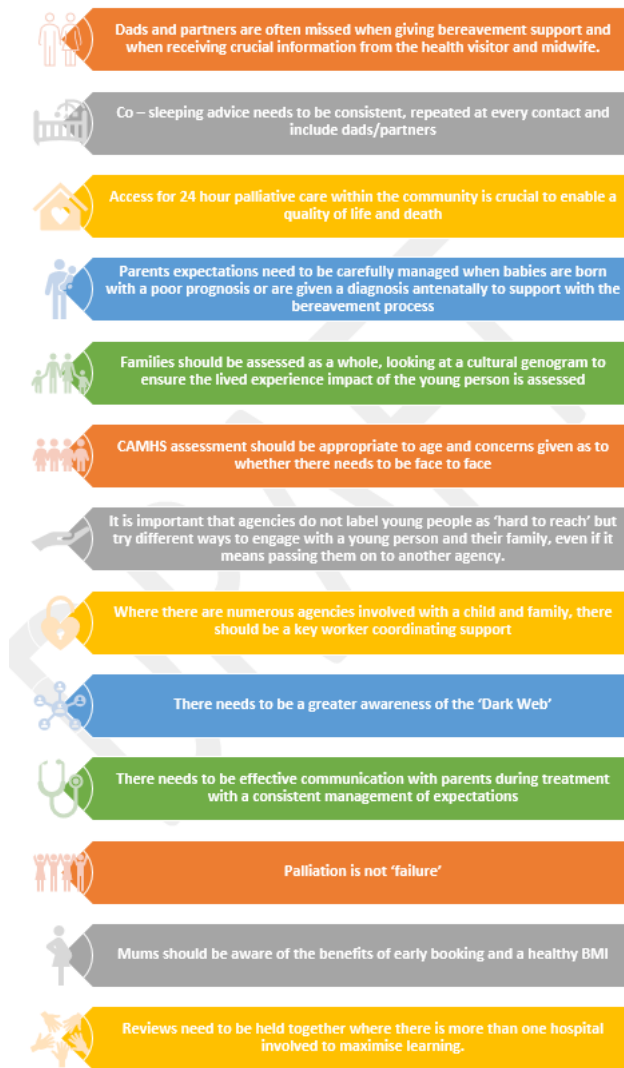 Dads and partners are often missed when giving bereavement support and
when receiving crucial information from the health visitor and midwife.
Co – sleeping advice needs to be consistent, repeated at every contact and
include dads/partners
Access for 24 hour palliative care within the community is crucial to enable a
quality of life and death
Parents expectations need to be carefully managed when babies are born
with a poor prognosis or are given a diagnosis antenatally to support with the
bereavement process
Families should be assessed as a whole, looking at a cultural genogram to
ensure the lived experience impact of the young person is assessed
CAMHS assessment should be appropriate to age and concerns given as to
whether there needs to be face to face
It is important that agencies do not label young people as ‘hard to reach’ but
try different ways to engage with a young person and their family, even if it
means passing them on to another agency.
Where there are numerous agencies involved with a child and family, there
should be a key worker coordinating support
There needs to be a greater awareness of the ‘Dark Web’
There needs to be effective communication with parents during treatment
with a consistent management of expectations
Palliation is not ‘failure’
Mums should be aware of the benefits of early booking and a healthy BMI
Reviews need to be held together where there is more than one hospital
involved to maximise learning.